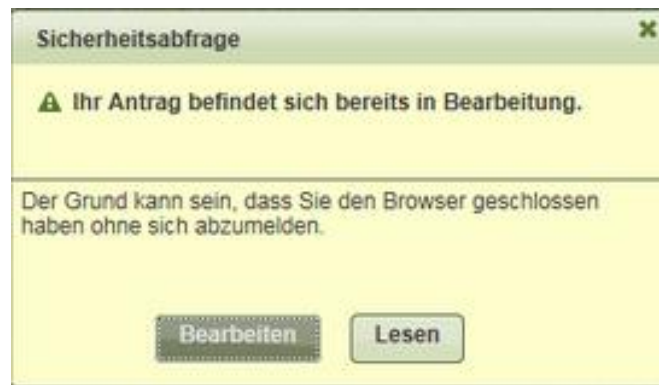 Sicherheitsabfrage
Ihr Antrag befindet sich bereits in Bearbeitung.
Der Grund kann sein, dass Sie den Browser geschlossen
haben ohne sich abzumelden.
Bearbeiten Lesen